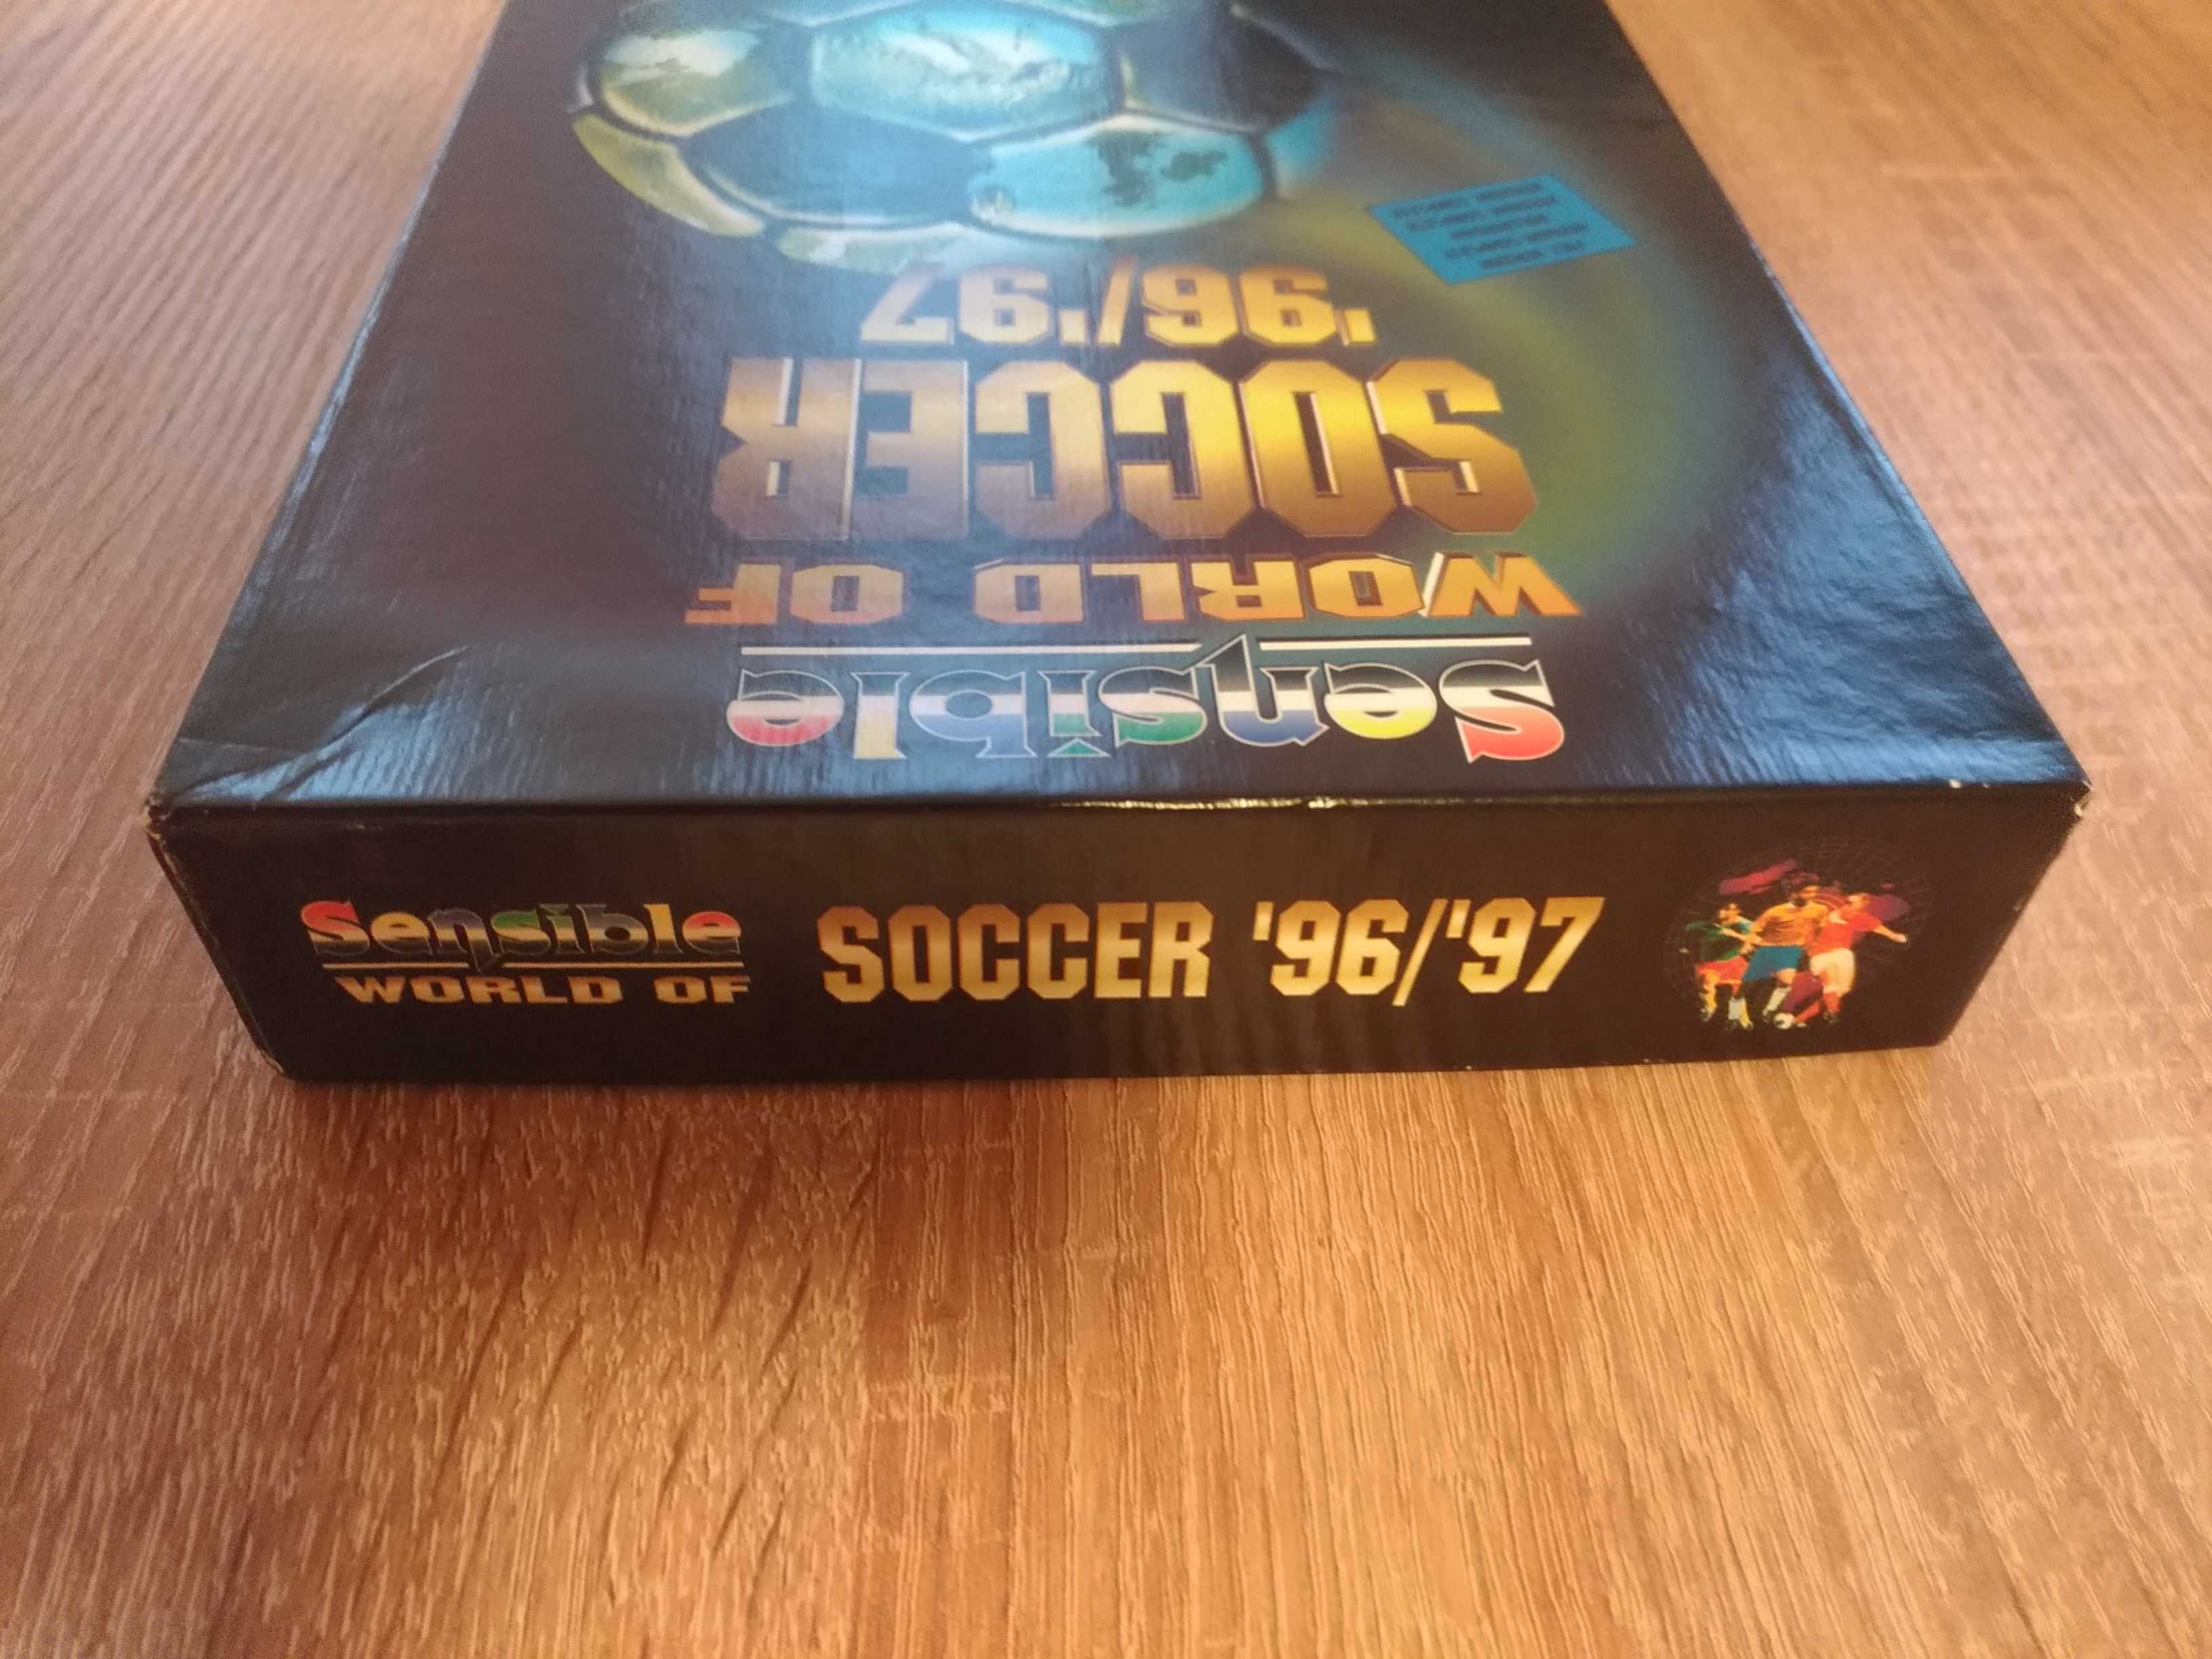 Sensible
WORLD OF
SOCCER
'96/'97
Sensible
WORLD OF
SOCCER '96/'97